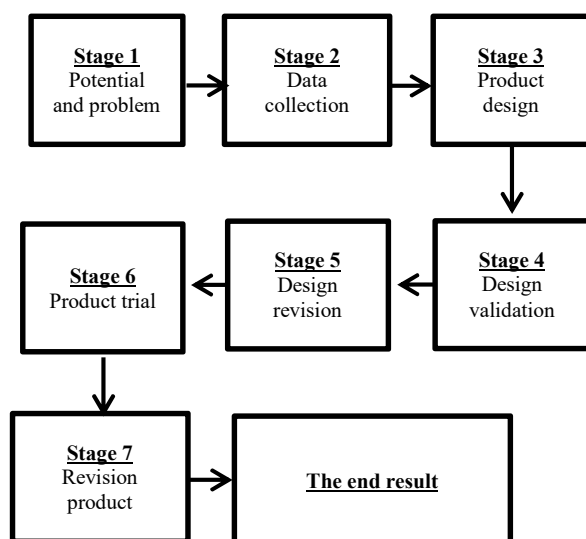 Stage 1
Potential
and problem
Stage 2
Data
collection
Stage 3
Product
design
Stage 4
Design
validation
Stage 5
Design
revision
Stage 6
Product trial
Stage 7
Revision
product
The end result